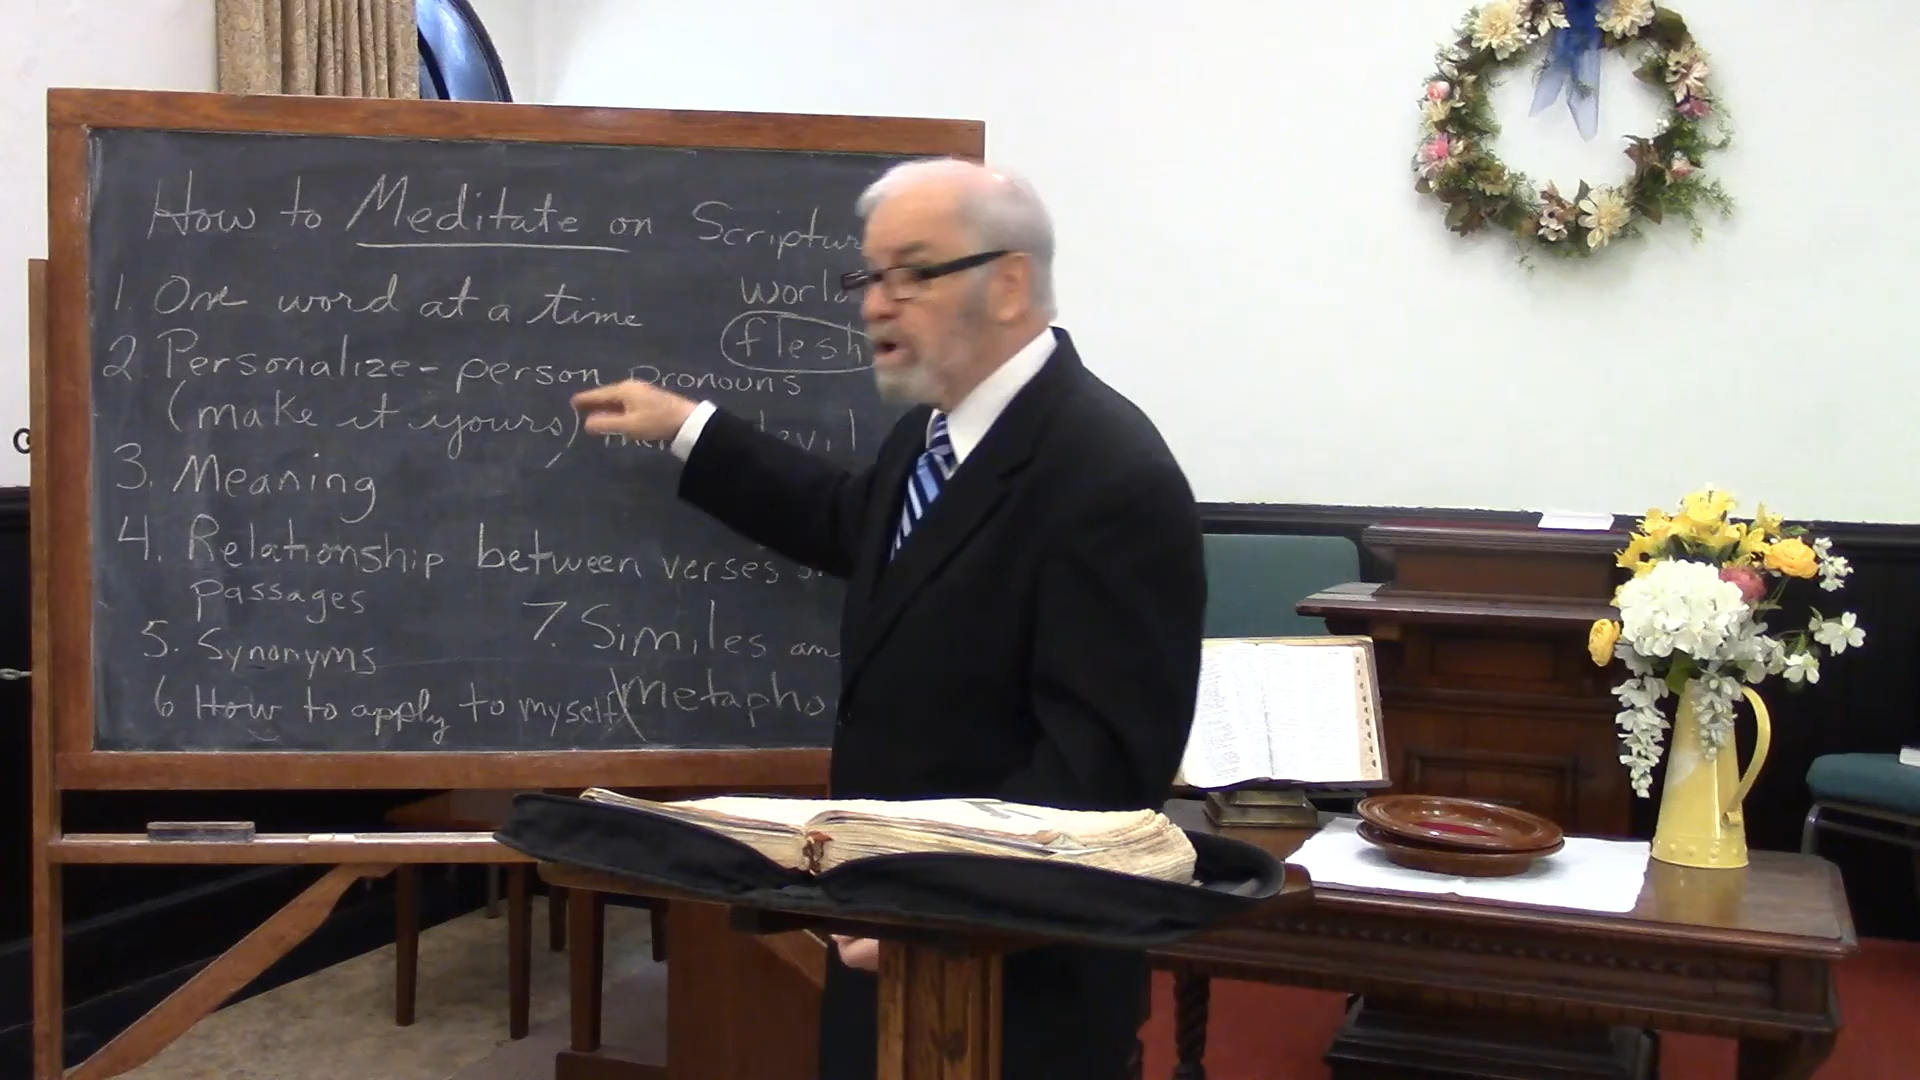 How to Meditate on Scriptur
1. One word at a time
world
flesh
2. Personalize - person pronouns
(make it yours)
devil
3. Meaning
4. Relationship between verses
passages
5. Synonyms
6 How to apply to myself
7. Similes an
Metapho